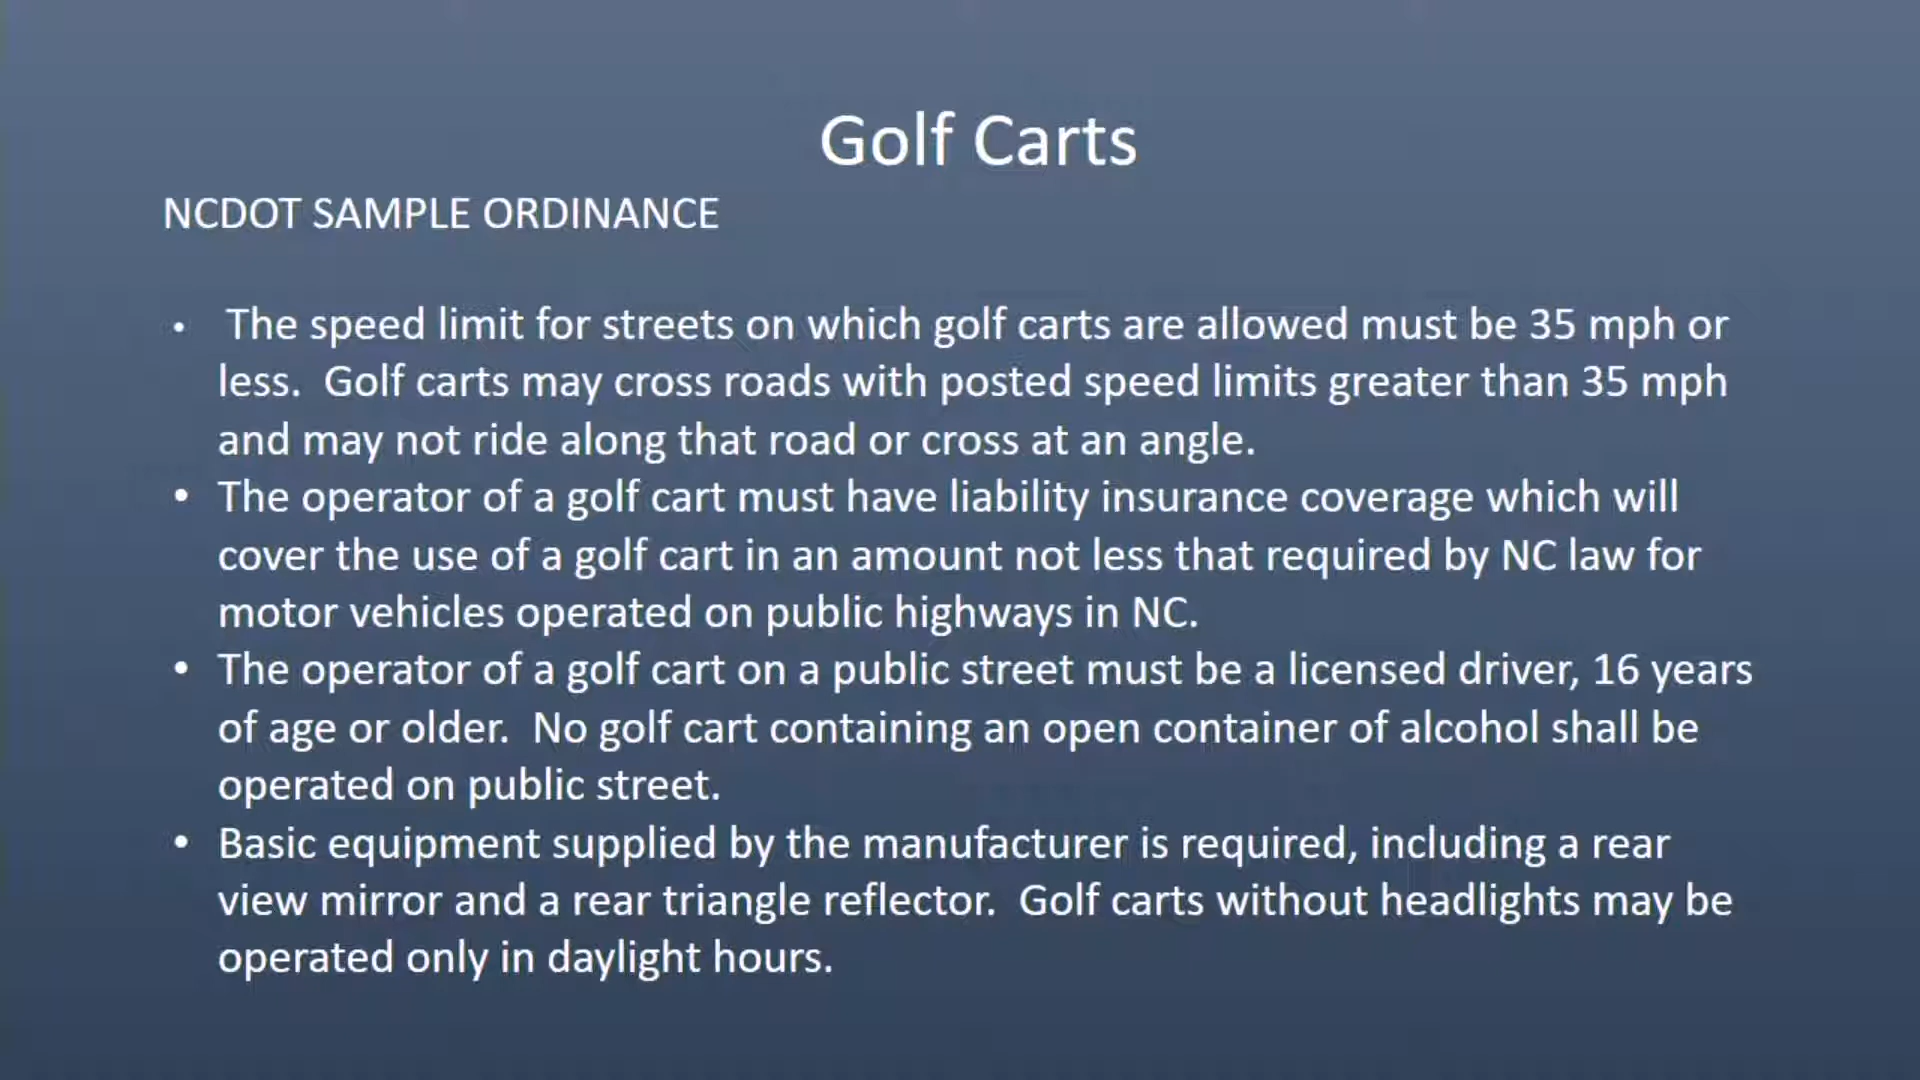 Golf Carts
NCDOT SAMPLE ORDINANCE
• The speed limit for streets on which golf carts are allowed must be 35 mph or
less. Golf carts may cross roads with posted speed limits greater than 35 mph
and may not ride along that road or cross at an angle.
• The operator of a golf cart must have liability insurance coverage which will
cover the use of a golf cart in an amount not less that required by NC law for
motor vehicles operated on public highways in NC.
• The operator of a golf cart on a public street must be a licensed driver, 16 years
of age or older. No golf cart containing an open container of alcohol shall be
operated on public street.
• Basic equipment supplied by the manufacturer is required, including a rear
view mirror and a rear triangle reflector. Golf carts without headlights may be
operated only in daylight hours.